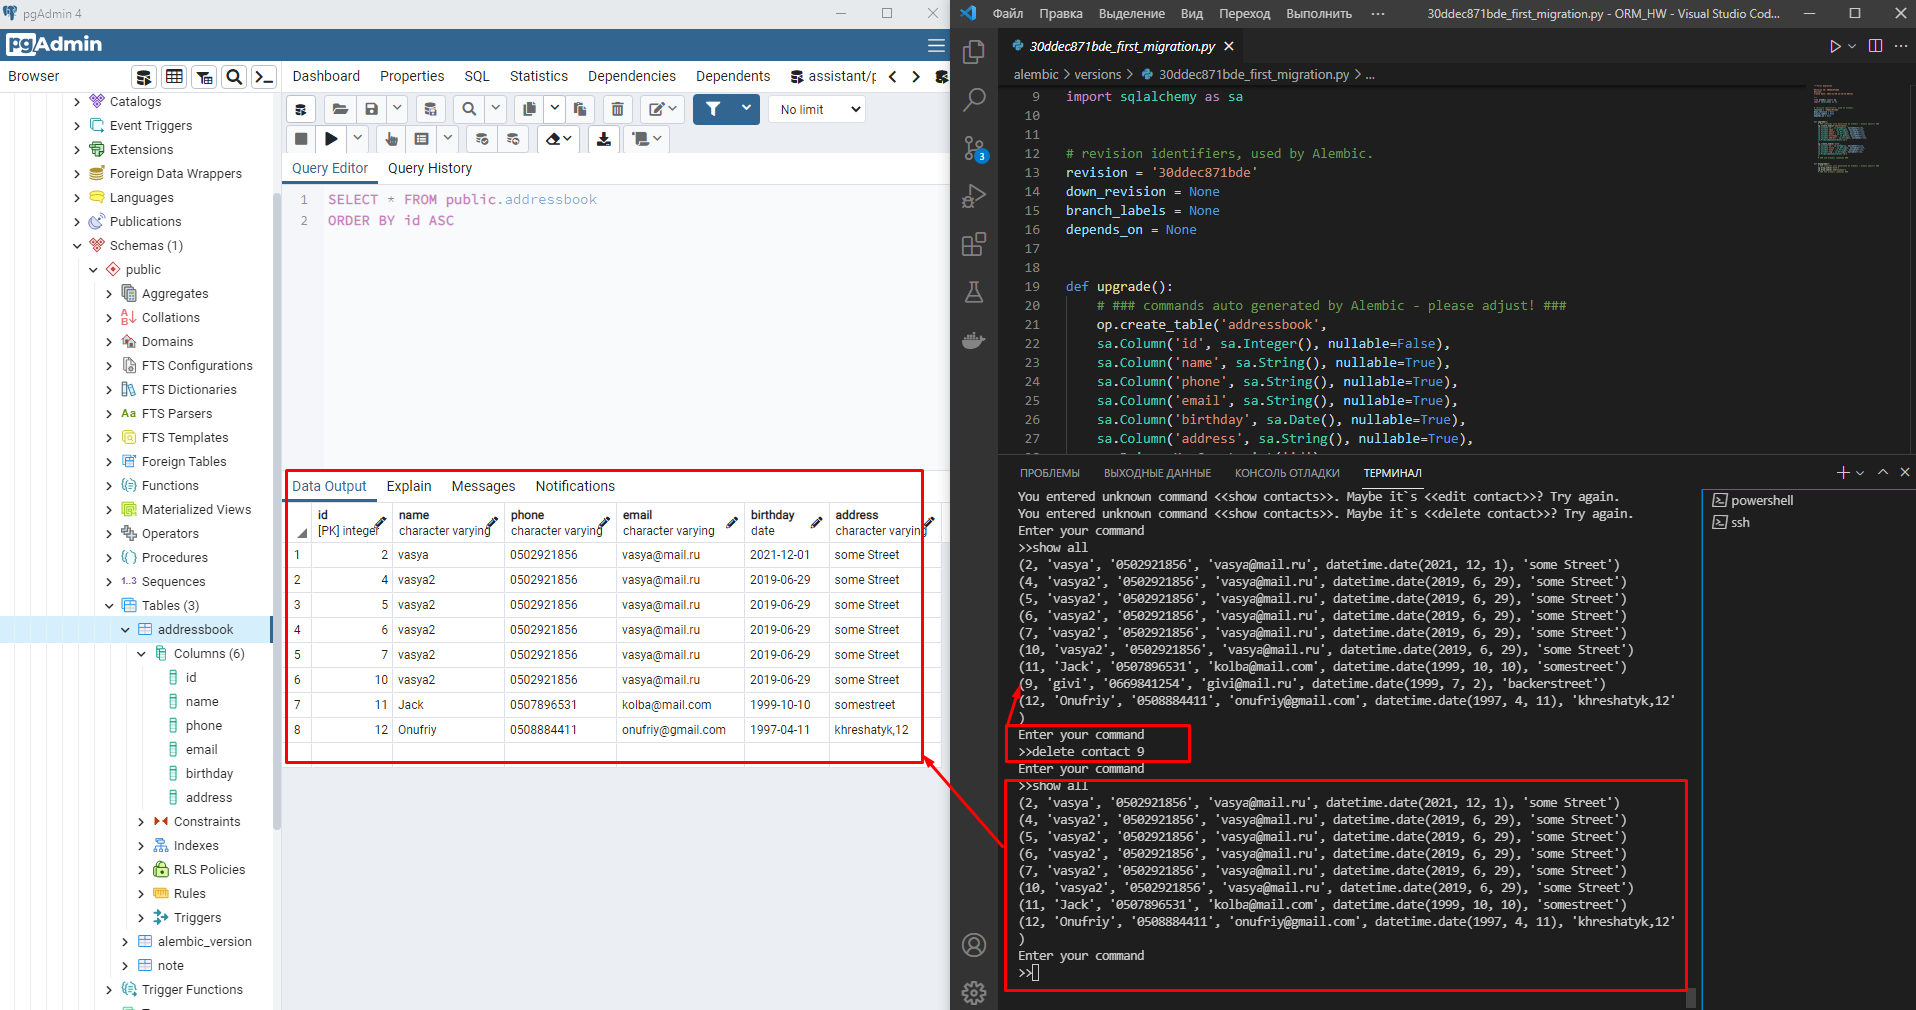 pgAdmin 4
pgAdmin
Browser
Dashboard Properties SQL Statistics Dependencies Dependents assistant/p
No limit
Query Editor Query History
1 SELECT * FROM public.addressbook
2 ORDER BY id ASC
Catalogs
Event Triggers
Extensions
Foreign Data Wrappers
Languages
Publications
Schemas (1)
public
Aggregates
Collations
Domains
FTS Configurations
FTS Dictionaries
Aa FTS Parsers
FTS Templates
Foreign Tables
Functions
Materialized Views
Operators
Procedures
1..3 Sequences
Tables (3)
addressbook
Columns (6)
id
name
phone
email
birthday
address
Constraints
Indexes
RLS Policies
Rules
Triggers
alembic_version
note
Trigger Functions
Data Output Explain Messages Notifications
id name phone email birthday address
[PK] integer character varying character varying character varying date character varying
1 2 vasya 0502921856 vasya@mail.ru 2021-12-01 some Street
2 4 vasya2 0502921856 vasya@mail.ru 2019-06-29 some Street
3 5 vasya2 0502921856 vasya@mail.ru 2019-06-29 some Street
4 6 vasya2 0502921856 vasya@mail.ru 2019-06-29 some Street
5 7 vasya2 0502921856 vasya@mail.ru 2019-06-29 some Street
6 10 vasya2 0502921856 vasya@mail.ru 2019-06-29 some Street
7 11 Jack 0507896531 kolba@mail.com 1999-10-10 somestreet
8 12 Onufriy 0508884411 onufriy@gmail.com 1997-04-11 khreshatyk,12
Файл Правка Выделение Вид Переход Выполнить ··· 30ddec871bde_first_migration.py - ORM_HW - Visual Studio Cod...
30ddec871bde_first_migration.py
alembic > versions > 30ddec871bde_first_migration.py > ...
3
9 import sqlalchemy as sa
10
11
12 # revision identifiers, used by Alembic.
13 revision = '30ddec871bde'
14 down_revision = None
15 branch_labels = None
16 depends_on = None
17
18
19 def upgrade():
20 # ### commands auto generated by Alembic - please adjust! ###
21 op.create_table('addressbook',
22 sa.Column('id', sa.Integer(), nullable=False),
23 sa.Column('name', sa.String(), nullable=True),
24 sa.Column('phone', sa.String(), nullable=True),
25 sa.Column('email', sa.String(), nullable=True),
26 sa.Column('birthday', sa.Date(), nullable=True),
27 sa.Column('address', sa.String(), nullable=True),
ПРОБЛЕМЫ ВЫХОДНЫЕ ДАННЫЕ КОНСОЛЬ ОТЛАДКИ ТЕРМИНАЛ
powershell
ssh
You entered unknown command <<show contacts>>. Maybe it`s <<edit contact>>? Try again.
You entered unknown command <<show contacts>>. Maybe it`s <<delete contact>>? Try again.
Enter your command
>>show all
(2, 'vasya', '0502921856', 'vasya@mail.ru', datetime.date(2021, 12, 1), 'some Street')
(4, 'vasya2', '0502921856', 'vasya@mail.ru', datetime.date(2019, 6, 29), 'some Street')
(5, 'vasya2', '0502921856', 'vasya@mail.ru', datetime.date(2019, 6, 29), 'some Street')
(6, 'vasya2', '0502921856', 'vasya@mail.ru', datetime.date(2019, 6, 29), 'some Street')
(7, 'vasya2', '0502921856', 'vasya@mail.ru', datetime.date(2019, 6, 29), 'some Street')
(10, 'vasya2', '0502921856', 'vasya@mail.ru', datetime.date(2019, 6, 29), 'some Street')
(11, 'Jack', '0507896531', 'kolba@mail.com', datetime.date(1999, 10, 10), 'somestreet')
(9, 'givi', '0669841254', 'givi@mail.ru', datetime.date(1999, 7, 2), 'backerstreet')
(12, 'Onufriy', '0508884411', 'onufriy@gmail.com', datetime.date(1997, 4, 11), 'khreshatyk,12'
)
Enter your command
>>delete contact 9
Enter your command
>>show all
(2, 'vasya', '0502921856', 'vasya@mail.ru', datetime.date(2021, 12, 1), 'some Street')
(4, 'vasya2', '0502921856', 'vasya@mail.ru', datetime.date(2019, 6, 29), 'some Street')
(5, 'vasya2', '0502921856', 'vasya@mail.ru', datetime.date(2019, 6, 29), 'some Street')
(6, 'vasya2', '0502921856', 'vasya@mail.ru', datetime.date(2019, 6, 29), 'some Street')
(7, 'vasya2', '0502921856', 'vasya@mail.ru', datetime.date(2019, 6, 29), 'some Street')
(10, 'vasya2', '0502921856', 'vasya@mail.ru', datetime.date(2019, 6, 29), 'some Street')
(11, 'Jack', '0507896531', 'kolba@mail.com', datetime.date(1999, 10, 10), 'somestreet')
(12, 'Onufriy', '0508884411', 'onufriy@gmail.com', datetime.date(1997, 4, 11), 'khreshatyk,12'
)
Enter your command
>>